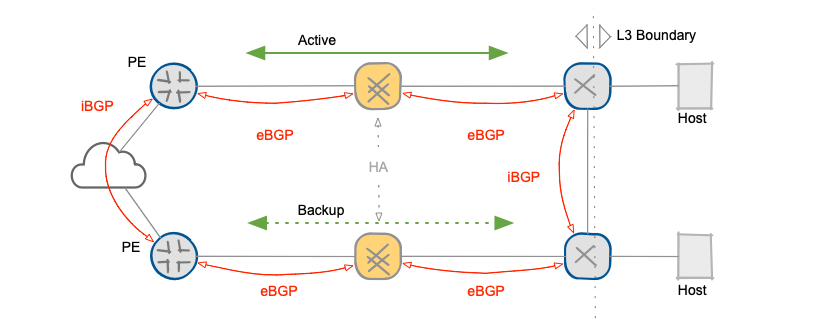 Active
L3 Boundary
PE
iBGP
eBGP
eBGP
Host
HA
iBGP
Backup
PE
eBGP
eBGP
Host